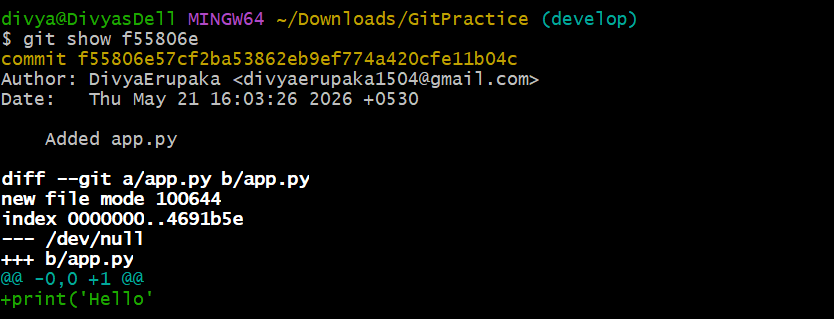 divya@DivyasDell MINGW64 ~/Downloads/GitPractice (develop)
$ git show f55806e
commit f55806e57cf2ba53862eb9ef774a420cfe11b04c
Author: DivyaErupaka <divyaerupaka1504@gmail.com>
Date:   Thu May 21 16:03:26 2026 +0530

    Added app.py

diff --git a/app.py b/app.py
new file mode 100644
index 0000000..4691b5e
--- /dev/null
+++ b/app.py
@@ -0,0 +1 @@
+print('Hello'